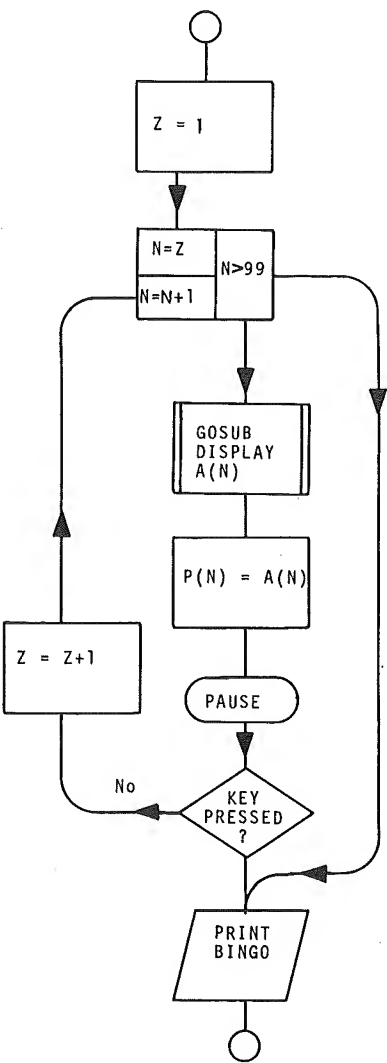 Z = 1
N=Z
N=N+1
N>99
GOSUB
DISPLAY
A(N)
P(N) = A(N)
Z = Z+1
PAUSE
No
KEY
PRESSED
?
PRINT
BINGO